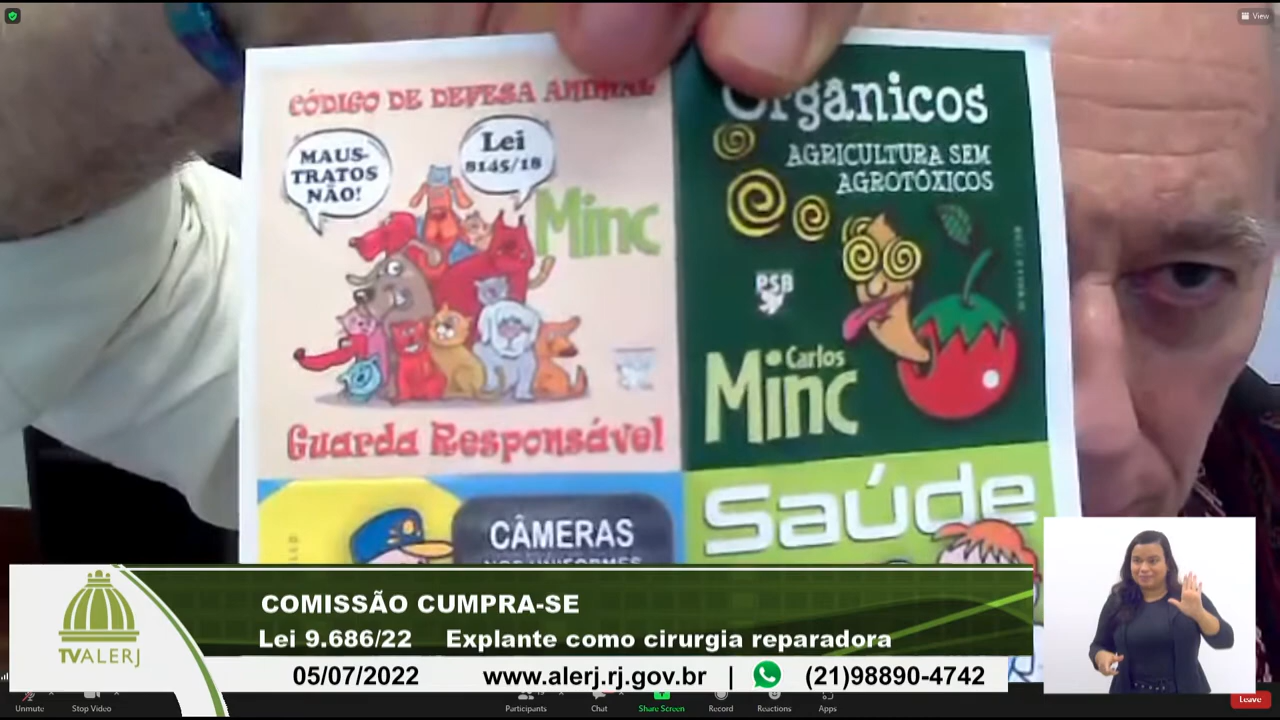 View
CÓDIGO DE DEFESA ANIMAL
MAUS-
TRATOS
NÃO!
Lei
8145/18
Minc
Guarda Responsável
Orgânicos
AGRICULTURA SEM
AGROTÓXICOS
PSB
Carlos
Minc
CÂMERAS
NOS UNIFORMES
Saúde
COMISSÃO CUMPRA-SE
Lei 9.686/22 Explante como cirurgia reparadora
TVALERJ
05/07/2022 www.alerj.rj.gov.br | (21)98890-4742
Unmute
Stop Video
Participants
Chat
Share Screen
Record
Reactions
Apps
Leave